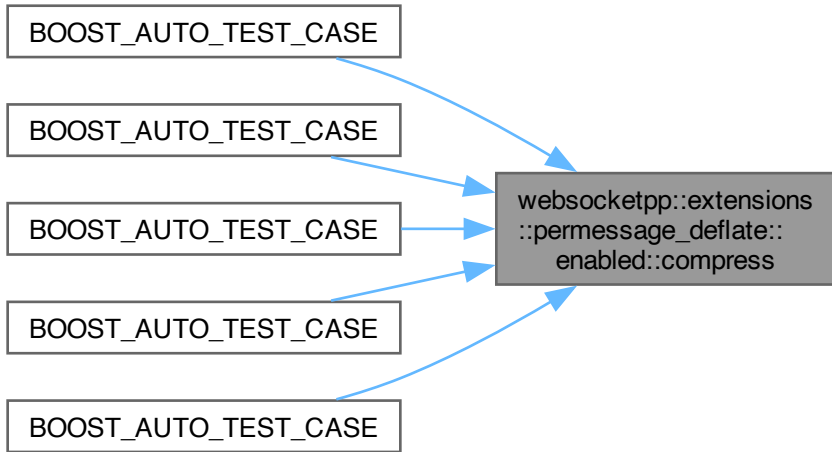 BOOST_AUTO_TEST_CASE
BOOST_AUTO_TEST_CASE
BOOST_AUTO_TEST_CASE
BOOST_AUTO_TEST_CASE
BOOST_AUTO_TEST_CASE
websocketpp::extensions
::permessage_deflate::
enabled::compress